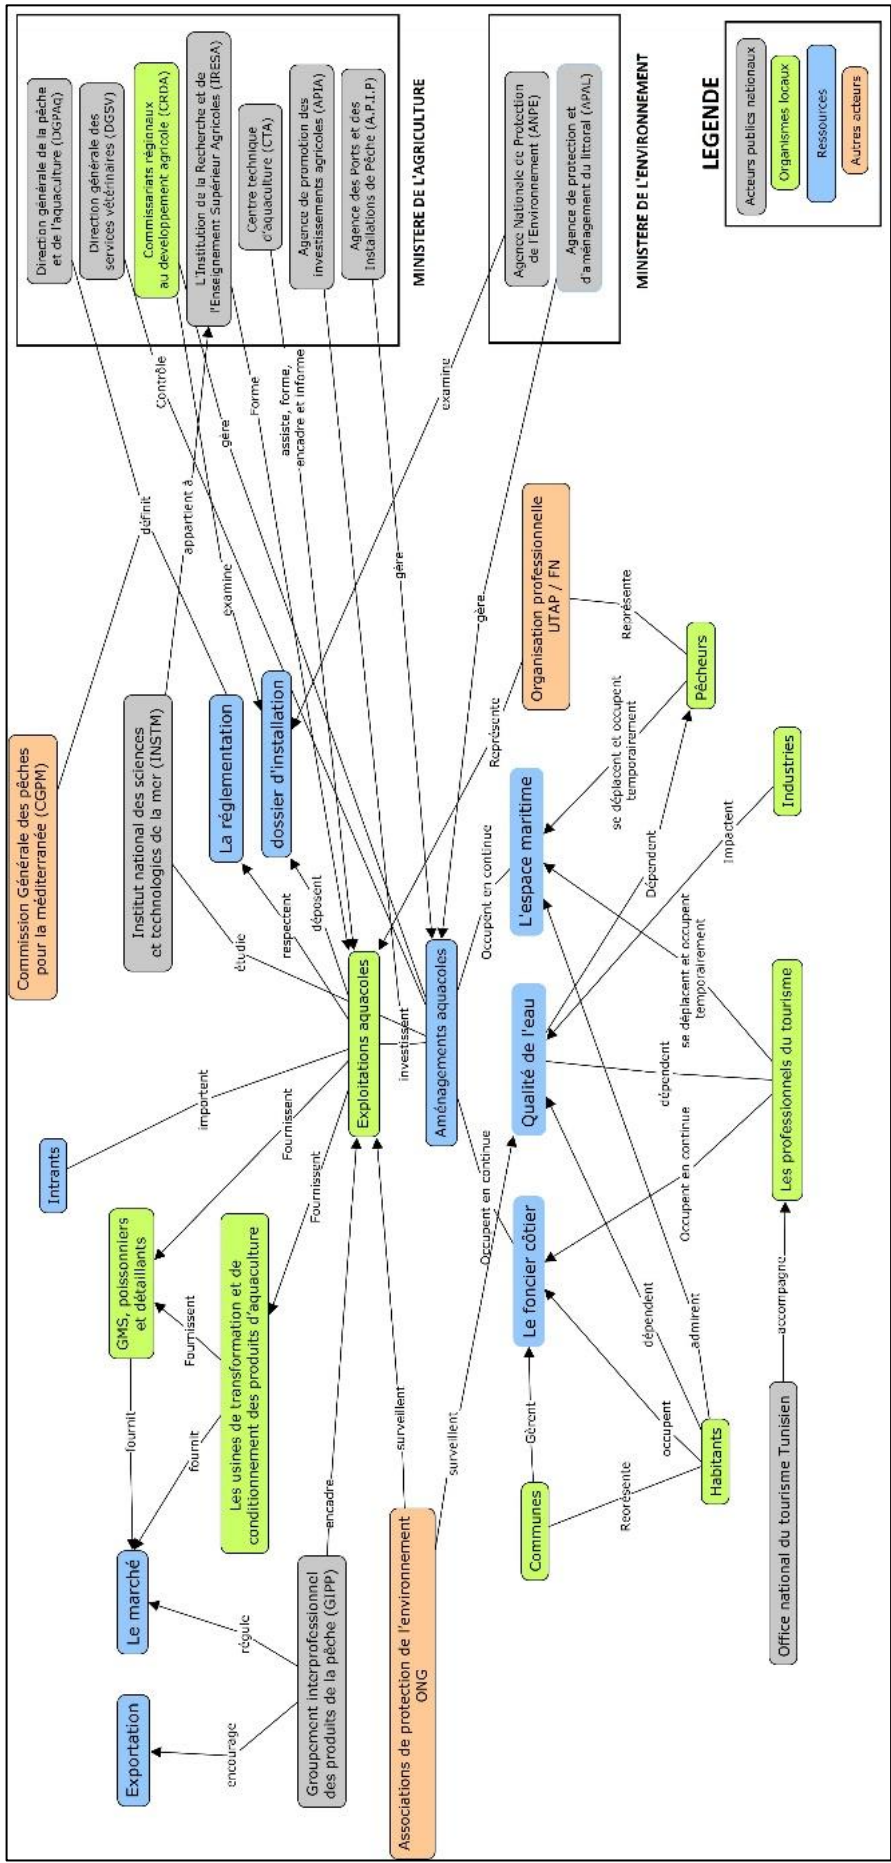 Commission Générale des pêches
pour la méditerranée (CGPM)
Institut national des sciences
et technologies de la mer (INSTM)
La réglementation
dossier d'installation
Direction générale de la pêche
et de l'aquaculture (DGPAq)
Direction générale des
services vétérinaires (DGSV)
Commissariats régionaux
au developpement agricole (CRDA)
L'Institution de la Recherche et de
l'Enseignement Supérieur Agricoles (IRESA)
Centre technique
d'aquaculture (CTA)
Agence de promotion des
investissements agricoles (APIA)
Agence des Ports et des
Installations de Pêche (A.P.I.P)
MINISTERE DE L'AGRICULTURE
Agence Nationale de Protection
de l'Environnement (ANPE)
Agence de protection et
d'aménagement du littoral (APAL)
MINISTERE DE L'ENVIRONNEMENT
LEGENDE
Acteurs publics nationaux
Organismes locaux
Ressources
Autres acteurs
définit
Contrôle
appartient à
examine
gère
Forme
assiste, forme,
encadre et informe
gère
examine
gère
étudie
respectent
déposent
investissent
Représente
Organisation professionnelle
UTAP / FN
Représente
Pêcheurs
se déplacent et occupent
temporairement
Dépendent
Impactent
Industries
Intrants
importent
Fournissent
Fournissent
Exploitations aquacoles
Aménagements aquacoles
Occupent en continue
Occupent en continue
L'espace maritime
Qualité de l'eau
Le foncier côtier
se déplacent et occupent
temporairement
dépendent
Occupent en continue
Les professionnels du tourisme
GMS, poissonniers
et détaillants
Fournissent
fournit
fournit
Les usines de transformation et de
conditionnement des produits d'aquaculture
Le marché
Exportation
régule
encourage
encadre
Groupement interprofessionnel
des produits de la pêche (GIPP)
Associations de protection de l'environnement
ONG
surveillent
surveillent
Communes
Gèrent
Représente
occupent
dépendent
admirent
Habitants
accompagne
Office national du tourisme Tunisien